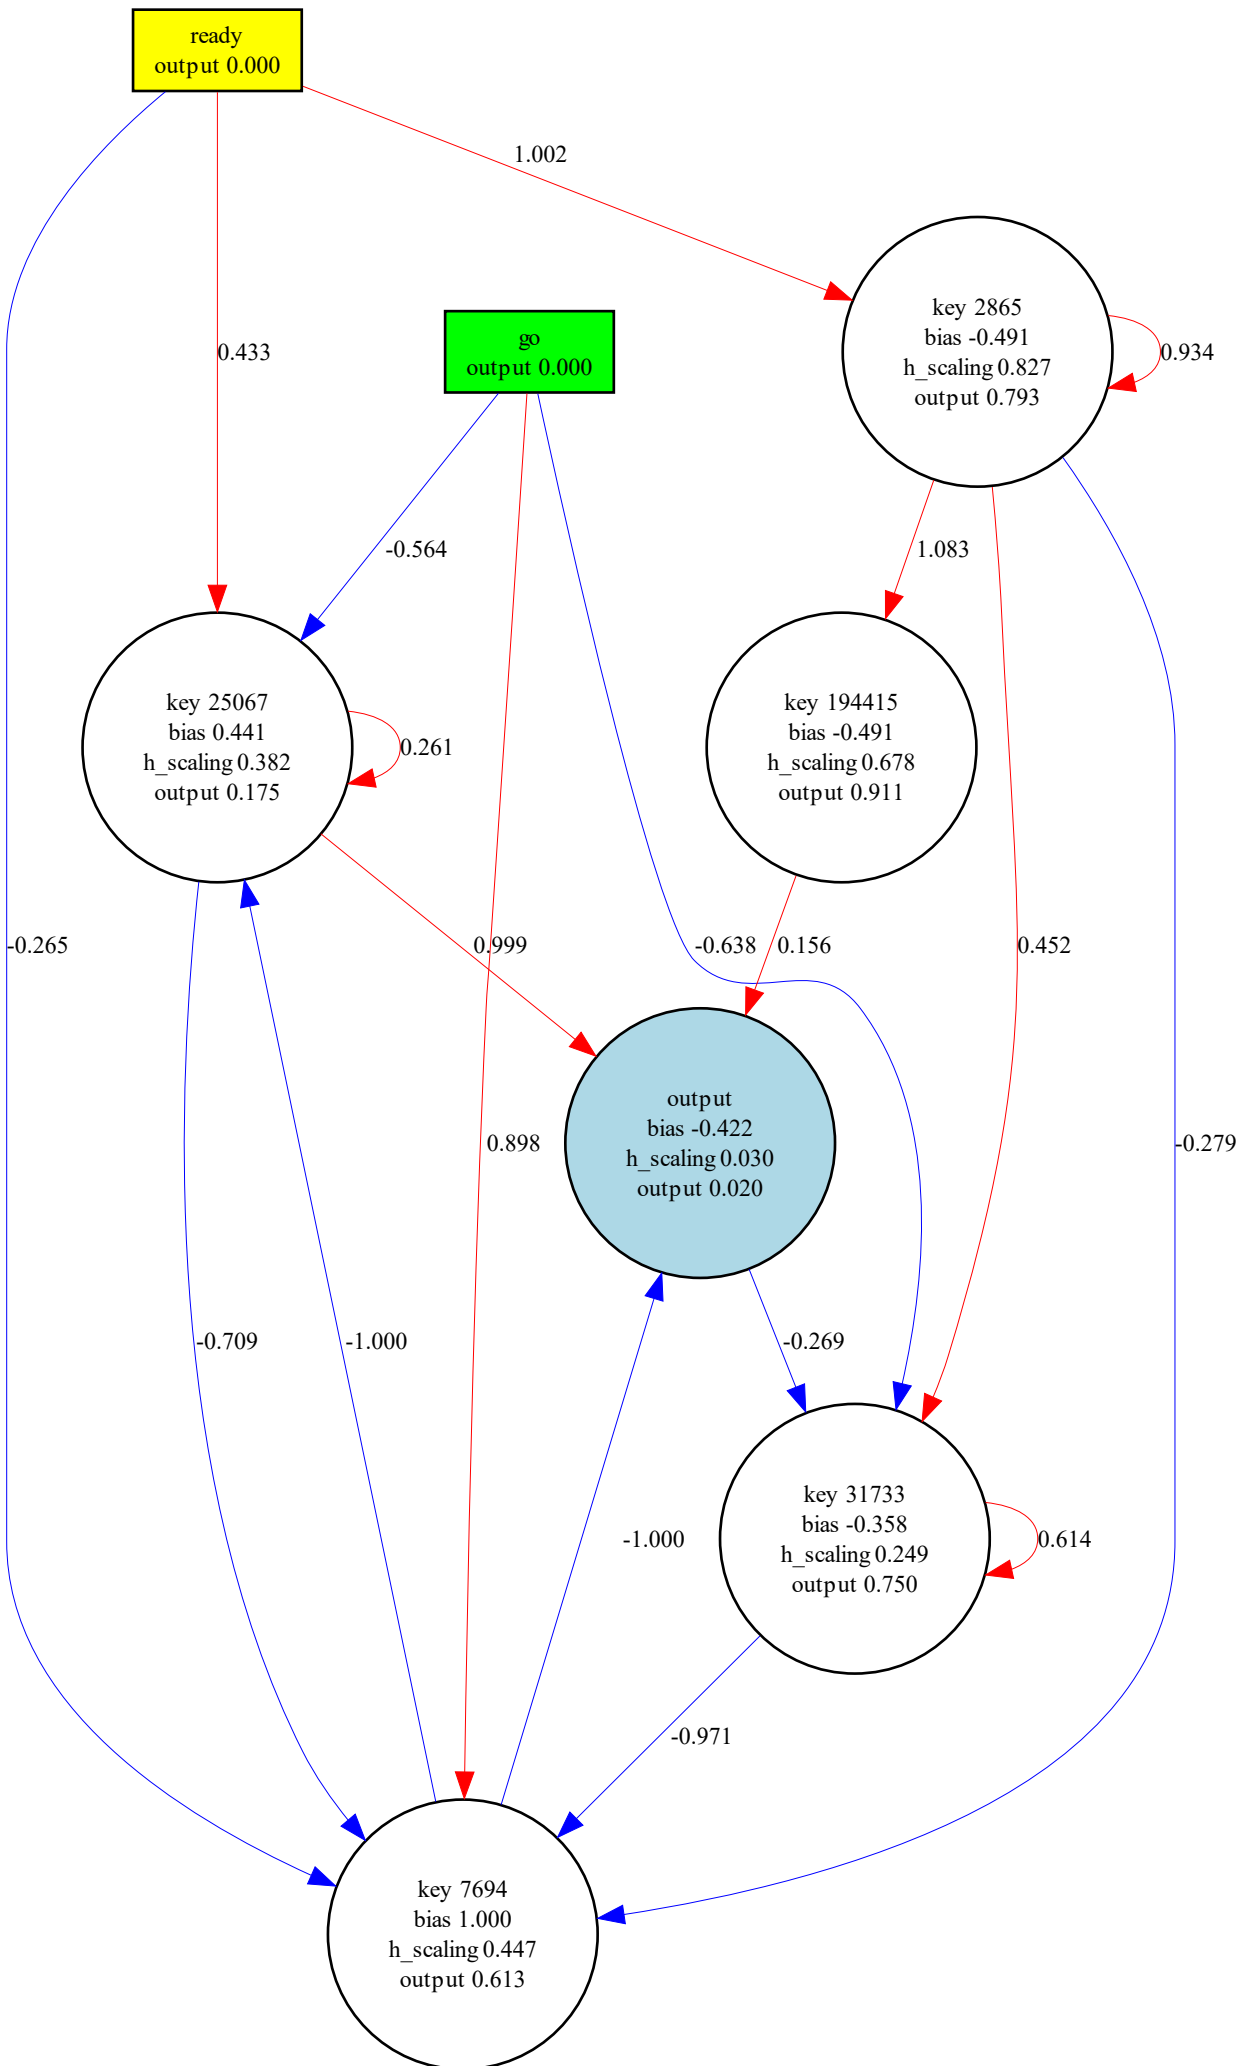 ready
output 0.000
1.002
key 2865
bias -0.491
h_scaling 0.827
output 0.793
0.934
go
output 0.000
0.433
-0.564
1.083
key 25067
bias 0.441
h_scaling 0.382
output 0.175
0.261
key 194415
bias -0.491
h_scaling 0.678
output 0.911
-0.265
0.999
-0.638
0.156
0.452
output
bias -0.422
h_scaling 0.030
output 0.020
0.898
-0.279
-0.709
-1.000
-0.269
key 31733
bias -0.358
h_scaling 0.249
output 0.750
0.614
-1.000
-0.971
key 7694
bias 1.000
h_scaling 0.447
output 0.613